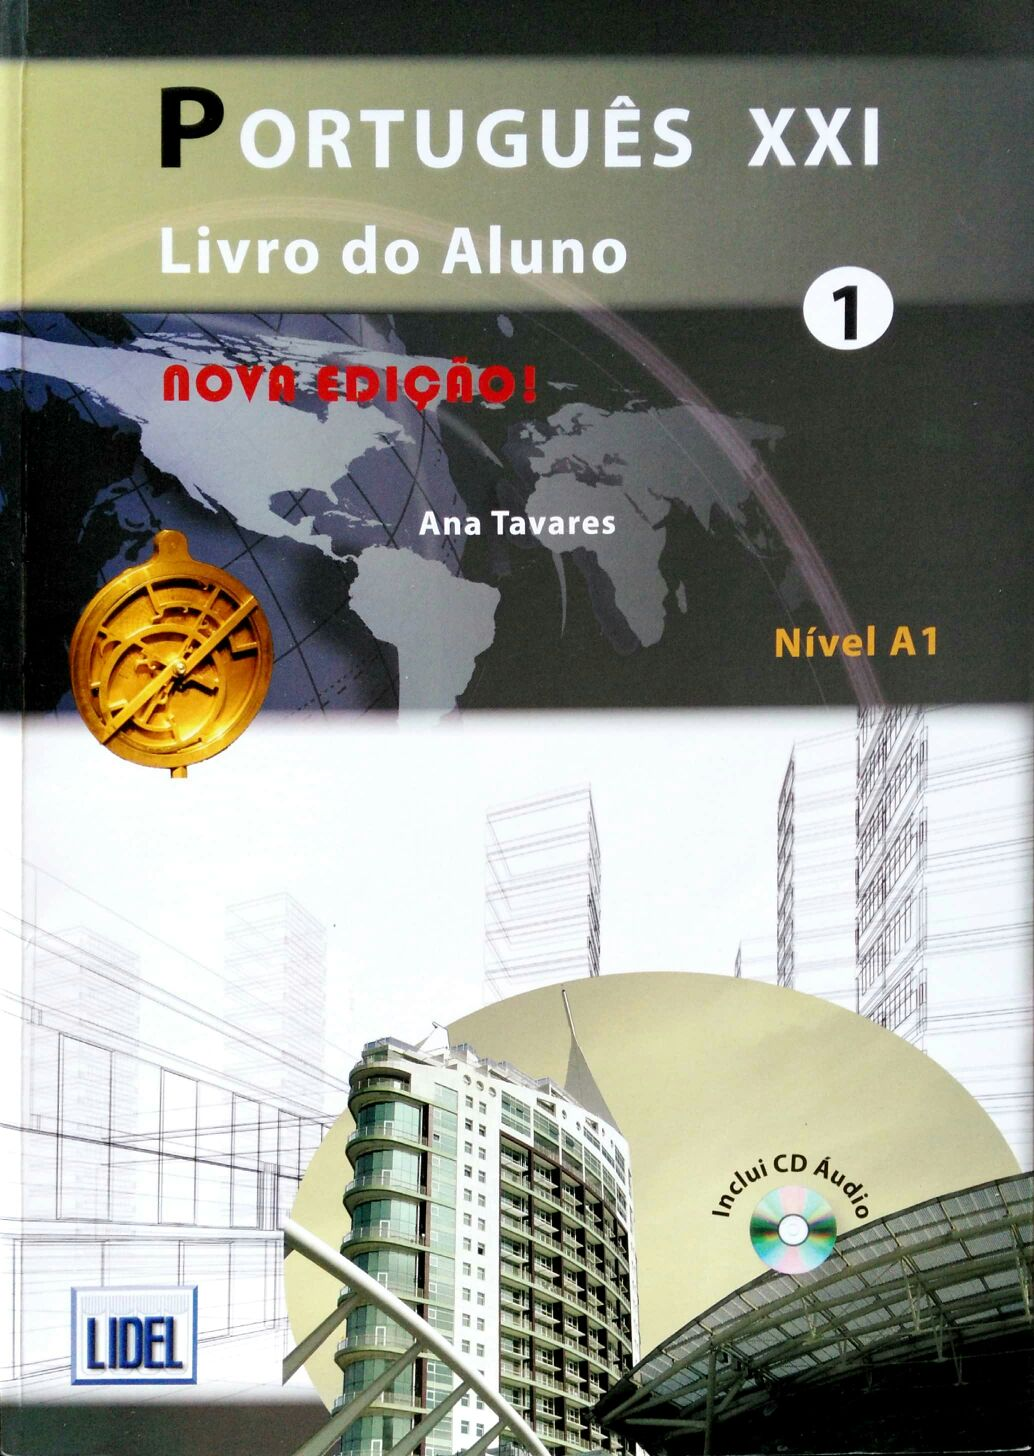 PORTUGUÊS XXI
Livro do Aluno
1
NOVA EDIÇÃO!
Ana Tavares
Nível A1
Inclui CD Áudio
LIDEL